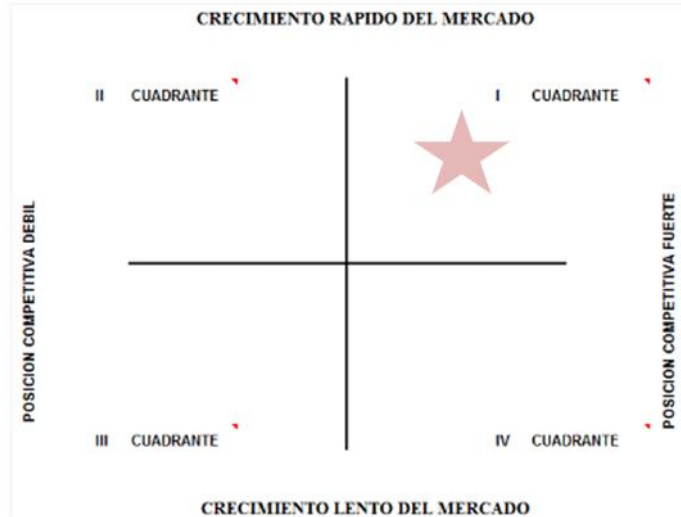 CRECIMIENTO RAPIDO DEL MERCADO
II CUADRANTE
I CUADRANTE
POSICION COMPETITIVA DEBIL
POSICION COMPETITIVA FUERTE
III CUADRANTE
IV CUADRANTE
CRECIMIENTO LENTO DEL MERCADO